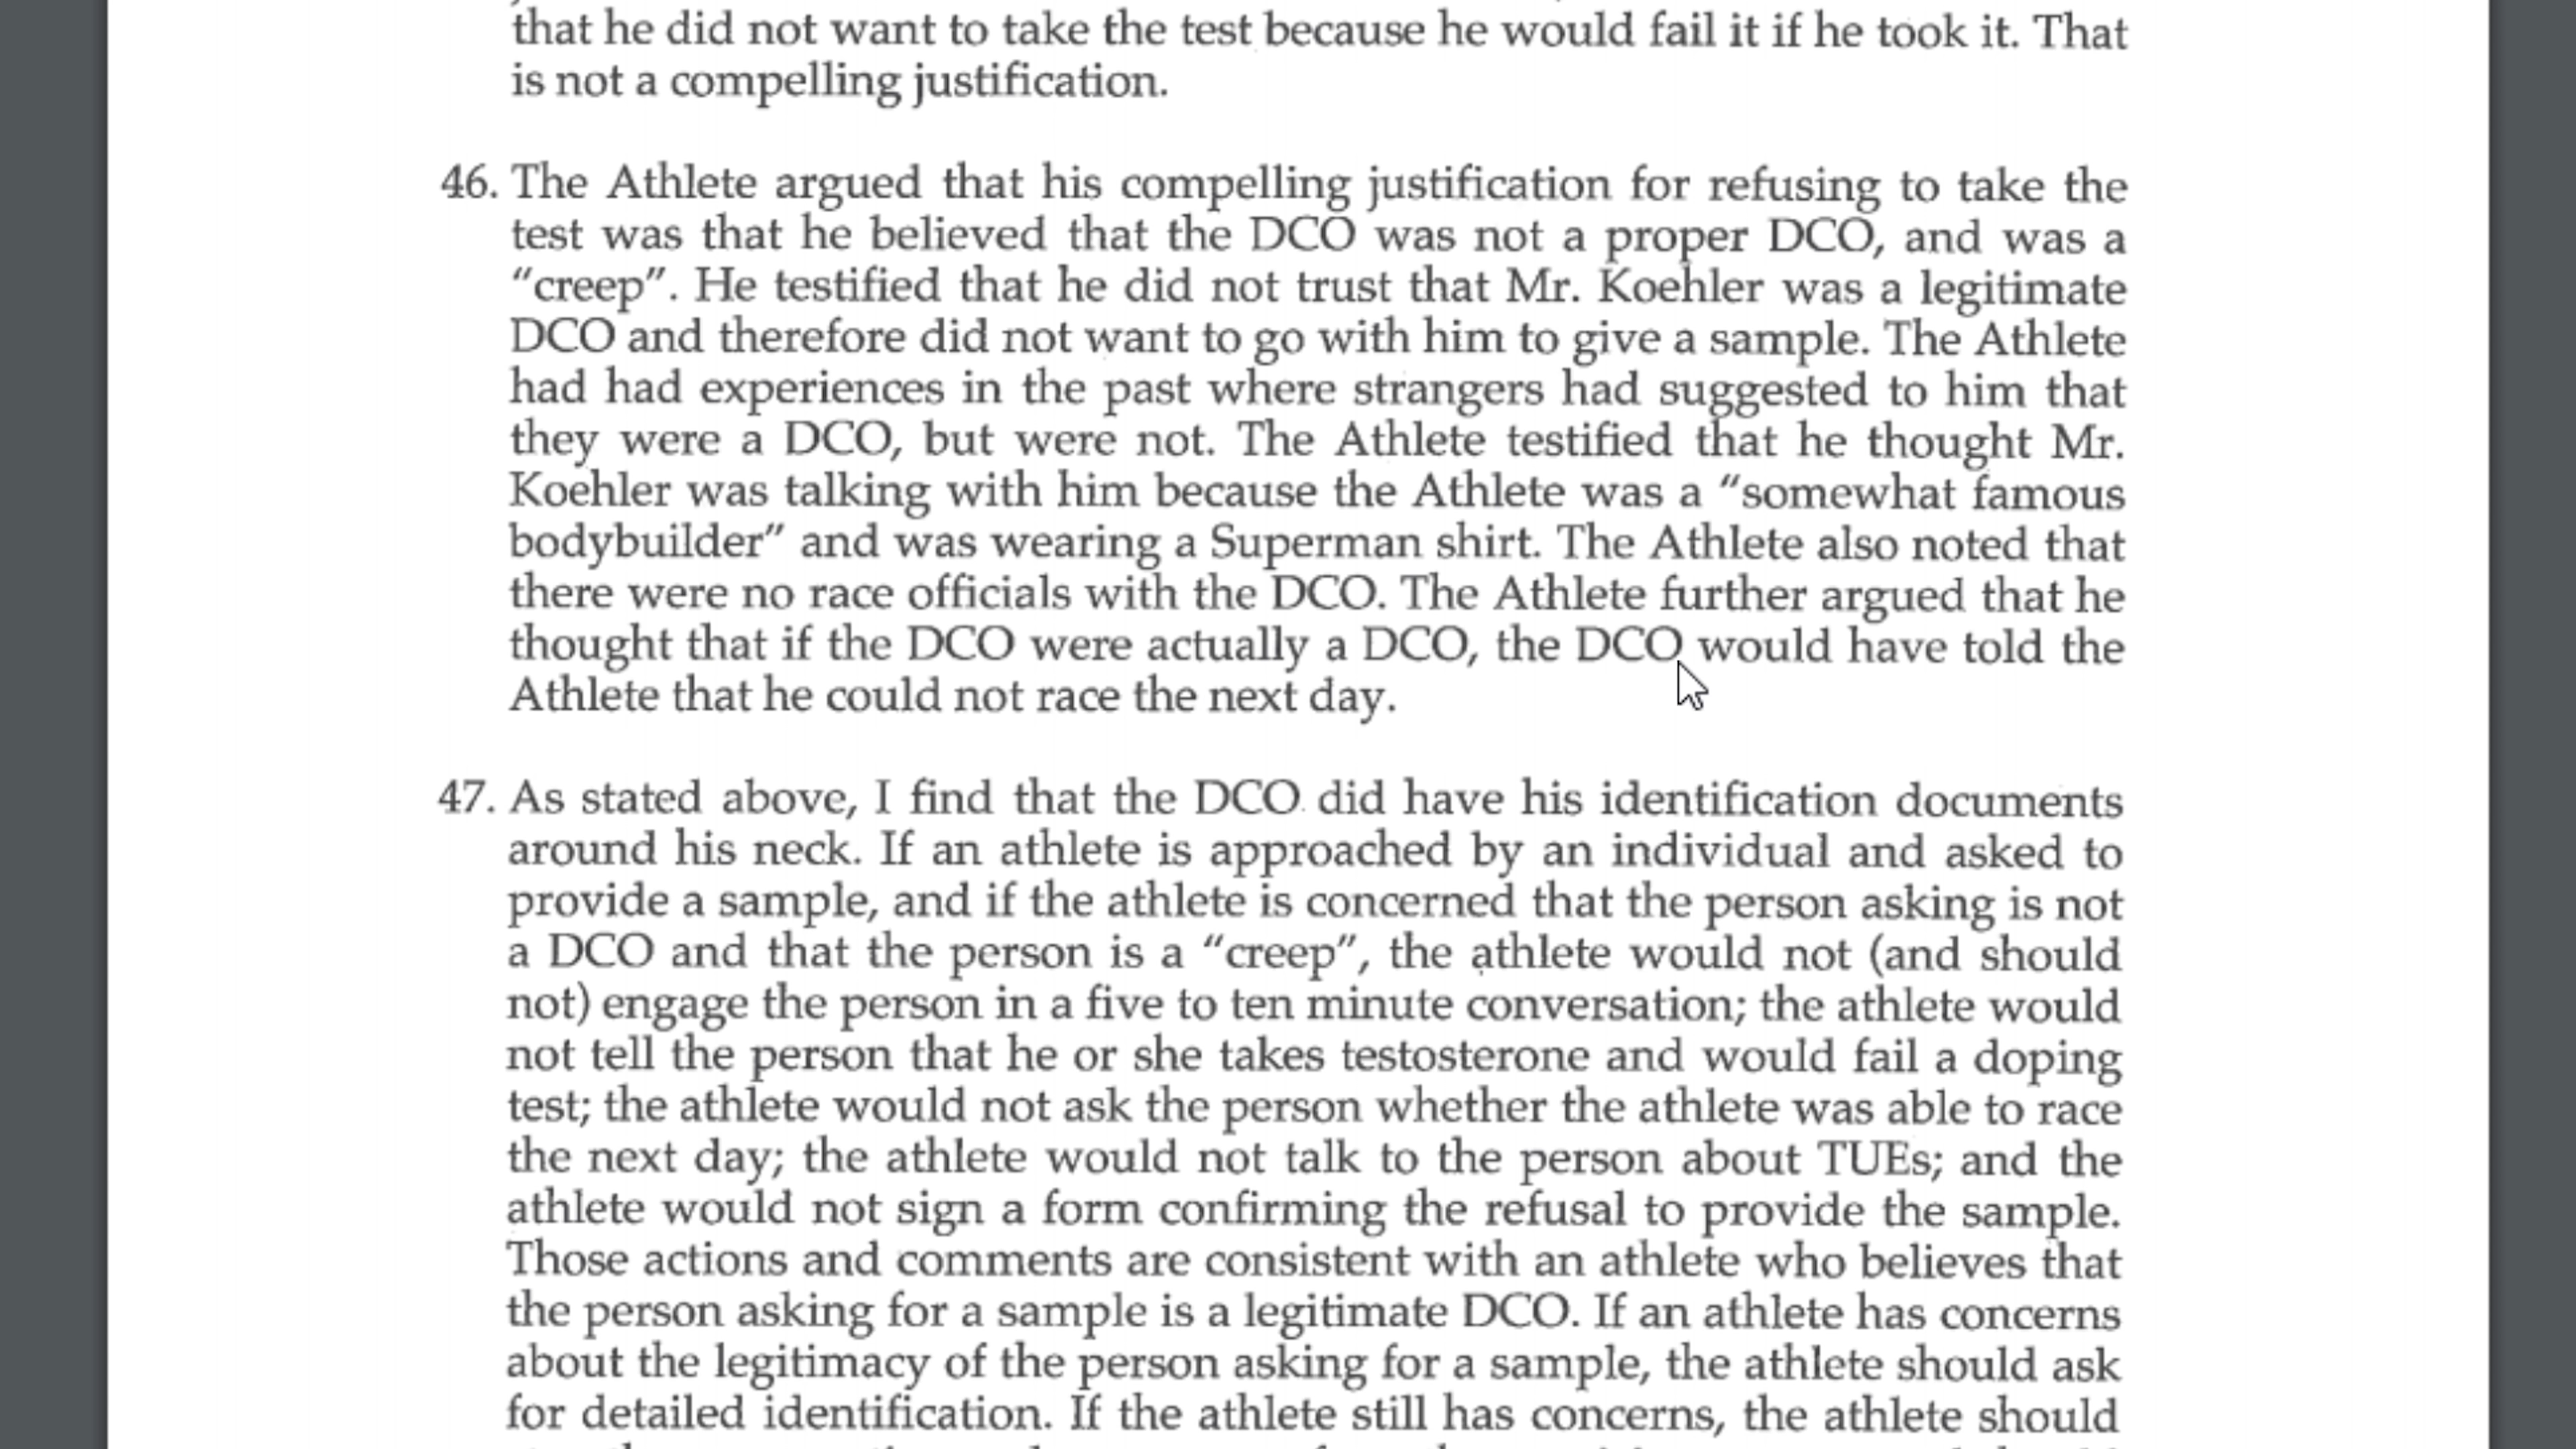 that he did not want to take the test because he would fail it if he took it. That
is not a compelling justification.
46. The Athlete argued that his compelling justification for refusing to take the
test was that he believed that the DCO was not a proper DCO, and was a
"creep". He testified that he did not trust that Mr. Koehler was a legitimate
DCO and therefore did not want to go with him to give a sample. The Athlete
had had experiences in the past where strangers had suggested to him that
they were a DCO, but were not. The Athlete testified that he thought Mr.
Koehler was talking with him because the Athlete was a "somewhat famous
bodybuilder" and was wearing a Superman shirt. The Athlete also noted that
there were no race officials with the DCO. The Athlete further argued that he
thought that if the DCO were actually a DCO, the DCO would have told the
Athlete that he could not race the next day.
47. As stated above, I find that the DCO did have his identification documents
around his neck. If an athlete is approached by an individual and asked to
provide a sample, and if the athlete is concerned that the person asking is not
a DCO and that the person is a "creep", the athlete would not (and should
not) engage the person in a five to ten minute conversation; the athlete would
not tell the person that he or she takes testosterone and would fail a doping
test; the athlete would not ask the person whether the athlete was able to race
the next day; the athlete would not talk to the person about TUEs; and the
athlete would not sign a form confirming the refusal to provide the sample.
Those actions and comments are consistent with an athlete who believes that
the person asking for a sample is a legitimate DCO. If an athlete has concerns
about the legitimacy of the person asking for a sample, the athlete should ask
for detailed identification. If the athlete still has concerns, the athlete should